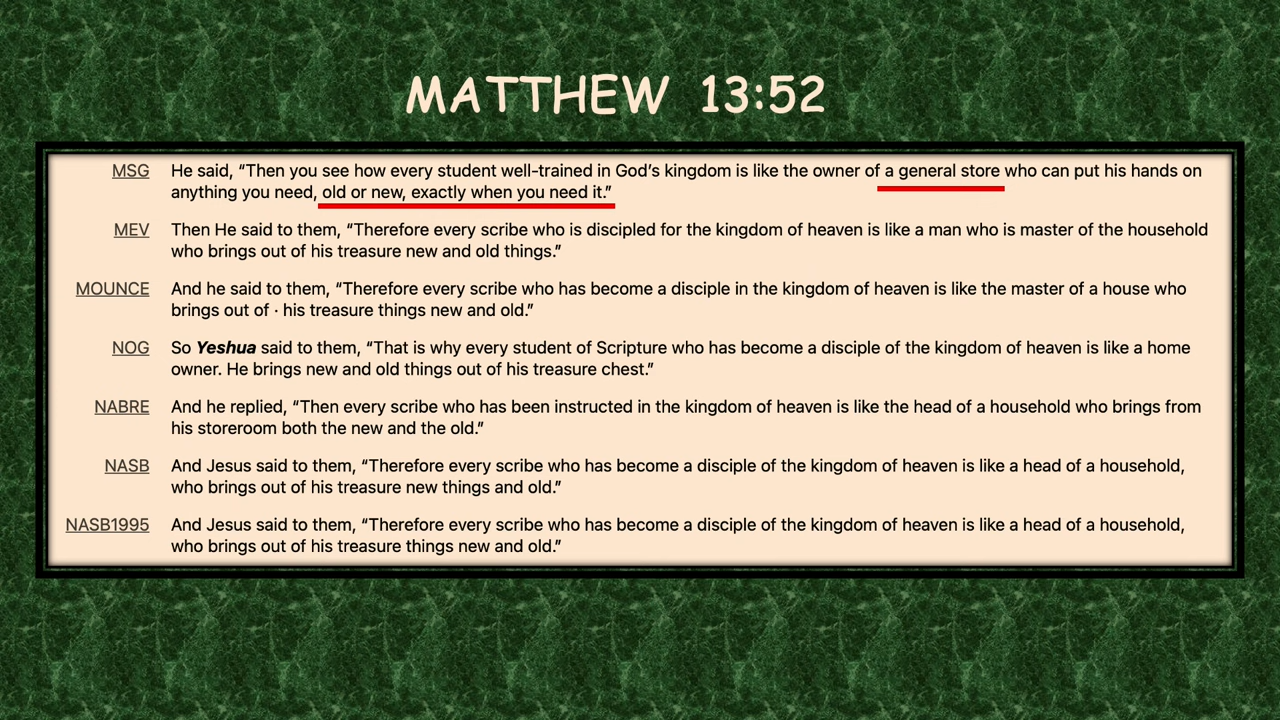 MATTHEW 13:52
MSG He said, “Then you see how every student well-trained in God’s kingdom is like the owner of a general store who can put his hands on
anything you need, old or new, exactly when you need it.”
MEV Then He said to them, “Therefore every scribe who is discipled for the kingdom of heaven is like a man who is master of the household
who brings out of his treasure new and old things.”
MOUNCE And he said to them, “Therefore every scribe who has become a disciple in the kingdom of heaven is like the master of a house who
brings out of · his treasure things new and old.”
NOG So Yeshua said to them, “That is why every student of Scripture who has become a disciple of the kingdom of heaven is like a home
owner. He brings new and old things out of his treasure chest.”
NABRE And he replied, “Then every scribe who has been instructed in the kingdom of heaven is like the head of a household who brings from
his storeroom both the new and the old.”
NASB And Jesus said to them, “Therefore every scribe who has become a disciple of the kingdom of heaven is like a head of a household,
who brings out of his treasure new things and old.”
NASB1995 And Jesus said to them, “Therefore every scribe who has become a disciple of the kingdom of heaven is like a head of a household,
who brings out of his treasure things new and old.”